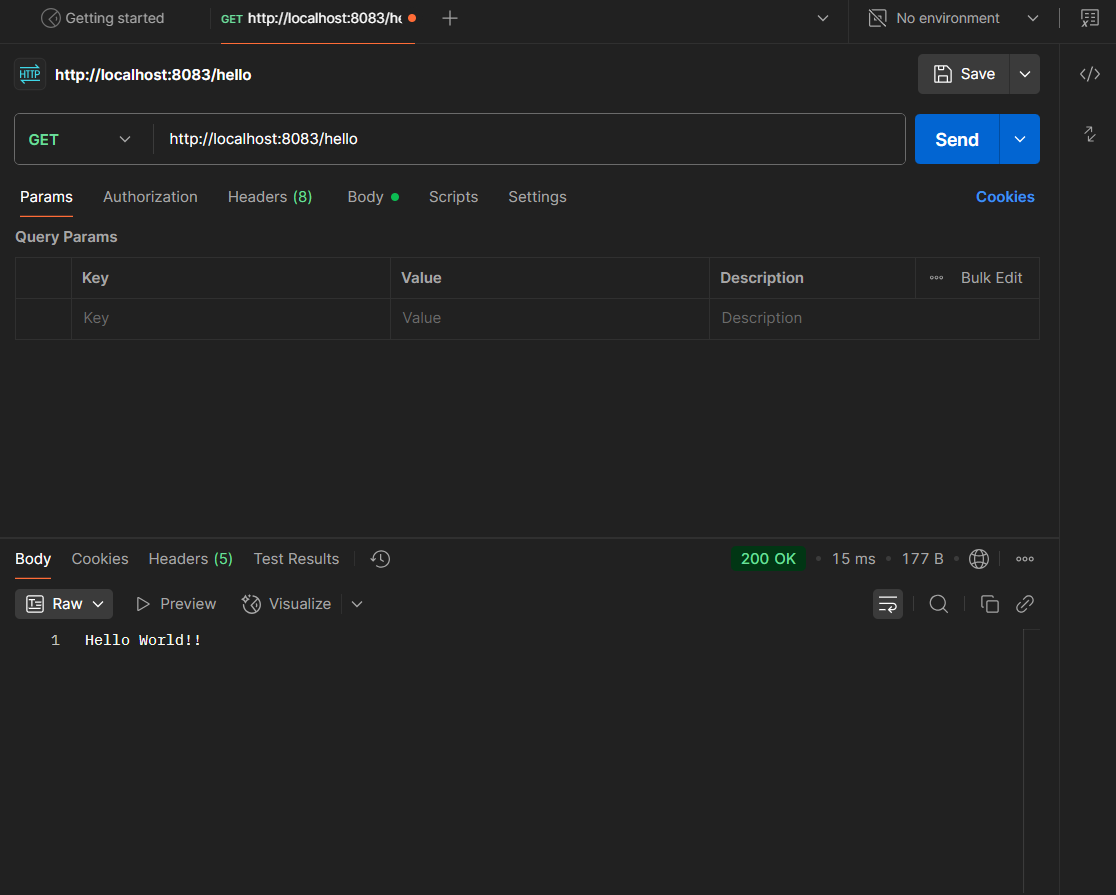 Getting started GET http://localhost:8083/he No environment
HTTP http://localhost:8083/hello Save
GET http://localhost:8083/hello Send
Params Authorization Headers (8) Body Scripts Settings Cookies
Query Params
Key Value Description Bulk Edit
Key Value Description
Body Cookies Headers (5) Test Results 200 OK 15 ms 177 B
Raw Preview Visualize
1 Hello World!!